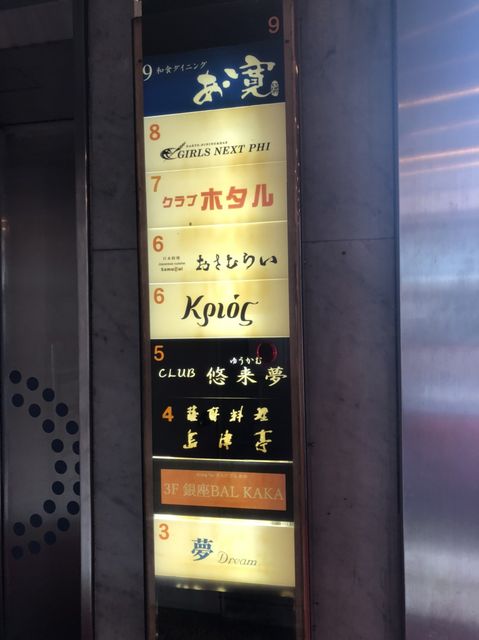 9
9 和食ダイニング
お寛
8
GIRLS NEXT PHI
7
クラブ ホタル
6
日本料理
おさむらい
6
Κριός
5
ゆうかむ
CLUB 悠来夢
4
薩摩料理
島津亭
3F 銀座BAL KAKA
3
夢 Dream